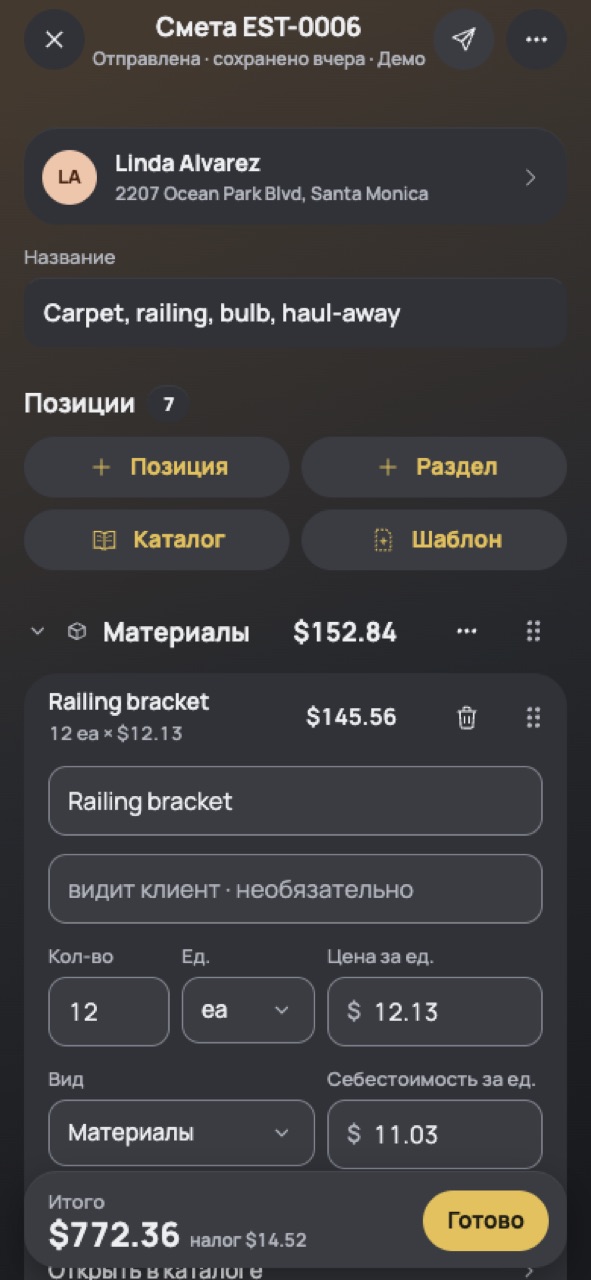 Смета EST-0006
Отправлена · сохранено вчера · Демо
LA
Linda Alvarez
2207 Ocean Park Blvd, Santa Monica
Название
Carpet, railing, bulb, haul-away
Позиции 7
+ Позиция
+ Раздел
Каталог
Шаблон
Материалы $152.84
Railing bracket
12 ea × $12.13
$145.56
Railing bracket
видит клиент · необязательно
Кол-во Ед. Цена за ед.
12 ea $ 12.13
Вид Себестоимость за ед.
Материалы $ 11.03
Итого
$772.36 налог $14.52
Готово
Открыть в каталоге